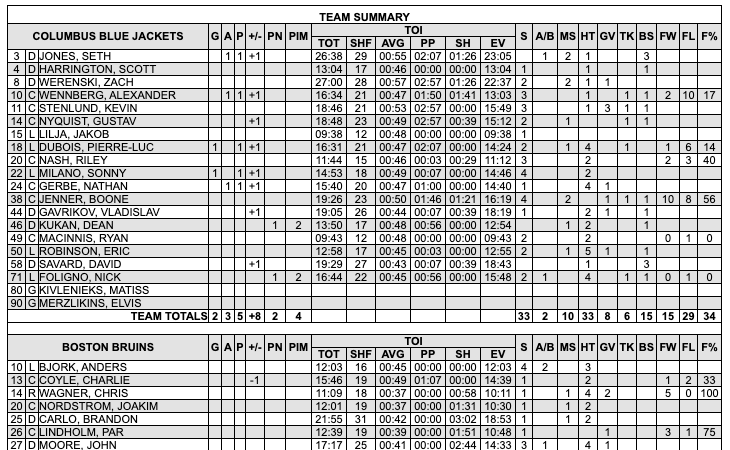 TEAM SUMMARY
COLUMBUS BLUE JACKETS G A P +/- PN PIM TOI S A/B MS HT GV TK BS FW FL F%
TOT SHF AVG PP SH EV
3 D JONES, SETH 1 1 +1 26:38 29 00:55 02:07 01:26 23:05 1 2 1 3
4 D HARRINGTON, SCOTT 13:04 17 00:46 00:00 00:00 13:04 1 1 1
8 D WERENSKI, ZACH 27:00 28 00:57 02:57 01:26 22:37 2 2 1 1
10 C WENNBERG, ALEXANDER 1 1 +1 16:34 21 00:47 01:50 01:41 13:03 3 1 1 1 2 10 17
11 C STENLUND, KEVIN 18:46 21 00:53 02:57 00:00 15:49 3 1 3 1 1
14 C NYQUIST, GUSTAV +1 18:48 23 00:49 02:57 00:39 15:12 2 1 1 1
15 L LILJA, JAKOB 09:38 12 00:48 00:00 00:00 09:38 1
18 L DUBOIS, PIERRE-LUC 1 1 +1 16:31 21 00:47 02:07 00:00 14:24 2 1 4 1 1 6 14
20 C NASH, RILEY 11:44 15 00:46 00:03 00:29 11:12 3 2 2 3 40
22 L MILANO, SONNY 1 1 +1 14:53 18 00:49 00:07 00:00 14:46 4 2
24 C GERBE, NATHAN 1 1 +1 15:40 20 00:47 01:00 00:00 14:40 1 4 1
38 C JENNER, BOONE 19:26 23 00:50 01:46 01:21 16:19 4 2 1 1 1 10 8 56
44 D GAVRIKOV, VLADISLAV +1 19:05 26 00:44 00:07 00:39 18:19 1 2 1 1
46 D KUKAN, DEAN 1 2 13:50 17 00:48 00:56 00:00 12:54 1 2 1
49 C MACINNIS, RYAN 09:43 12 00:48 00:00 00:00 09:43 2 2 0 1 0
50 L ROBINSON, ERIC 12:58 17 00:45 00:03 00:00 12:55 2 1 5 1 1
58 D SAVARD, DAVID +1 19:29 27 00:43 00:07 00:39 18:43 1 3
71 L FOLIGNO, NICK 1 2 16:44 22 00:45 00:56 00:00 15:48 2 1 4 1 1 0 1 0
80 G KIVLENIEKS, MATISS
90 G MERZLIKINS, ELVIS
TEAM TOTALS 2 3 5 +8 2 4 33 2 10 33 8 6 15 15 29 34
BOSTON BRUINS G A P +/- PN PIM TOI S A/B MS HT GV TK BS FW FL F%
TOT SHF AVG PP SH EV
10 L BJORK, ANDERS 12:03 16 00:45 00:00 00:00 12:03 4 2 3
13 C COYLE, CHARLIE -1 15:46 19 00:49 01:07 00:00 14:39 1 2 1 2 33
14 R WAGNER, CHRIS 11:09 18 00:37 00:00 00:58 10:11 1 1 4 2 5 0 100
20 C NORDSTROM, JOAKIM 12:01 19 00:37 00:00 01:31 10:30 1 1 2
25 D CARLO, BRANDON 21:55 31 00:42 00:00 03:02 18:53 1 1 2
26 C LINDHOLM, PAR 12:39 19 00:39 00:00 01:51 10:48 1 1 3 1 75
27 D MOORE, JOHN 17:17 25 00:41 00:00 02:44 14:33 3 1 4 1